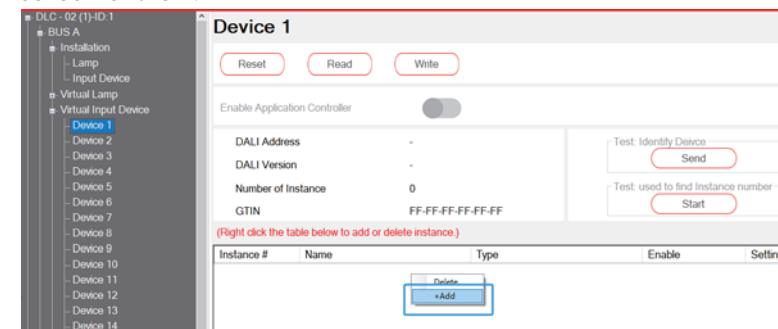 DLC - 02 (1)-ID:1
BUS A
Installation
Lamp
Input Device
Virtual Lamp
Virtual Input Device
Device 1
Device 2
Device 3
Device 4
Device 5
Device 6
Device 7
Device 8
Device 9
Device 10
Device 11
Device 12
Device 13
Device 14
Device 1
Reset Read Write
Enable Application Controller
DALI Address -
DALI Version -
Number of Instance 0
GTIN FF-FF-FF-FF-FF-FF
Test: Identify Deivce
Send
Test: used to find Instance number
Start
(Right click the table below to add or delete instance.)
Instance # Name Type Enable Settin
Delete
+Add